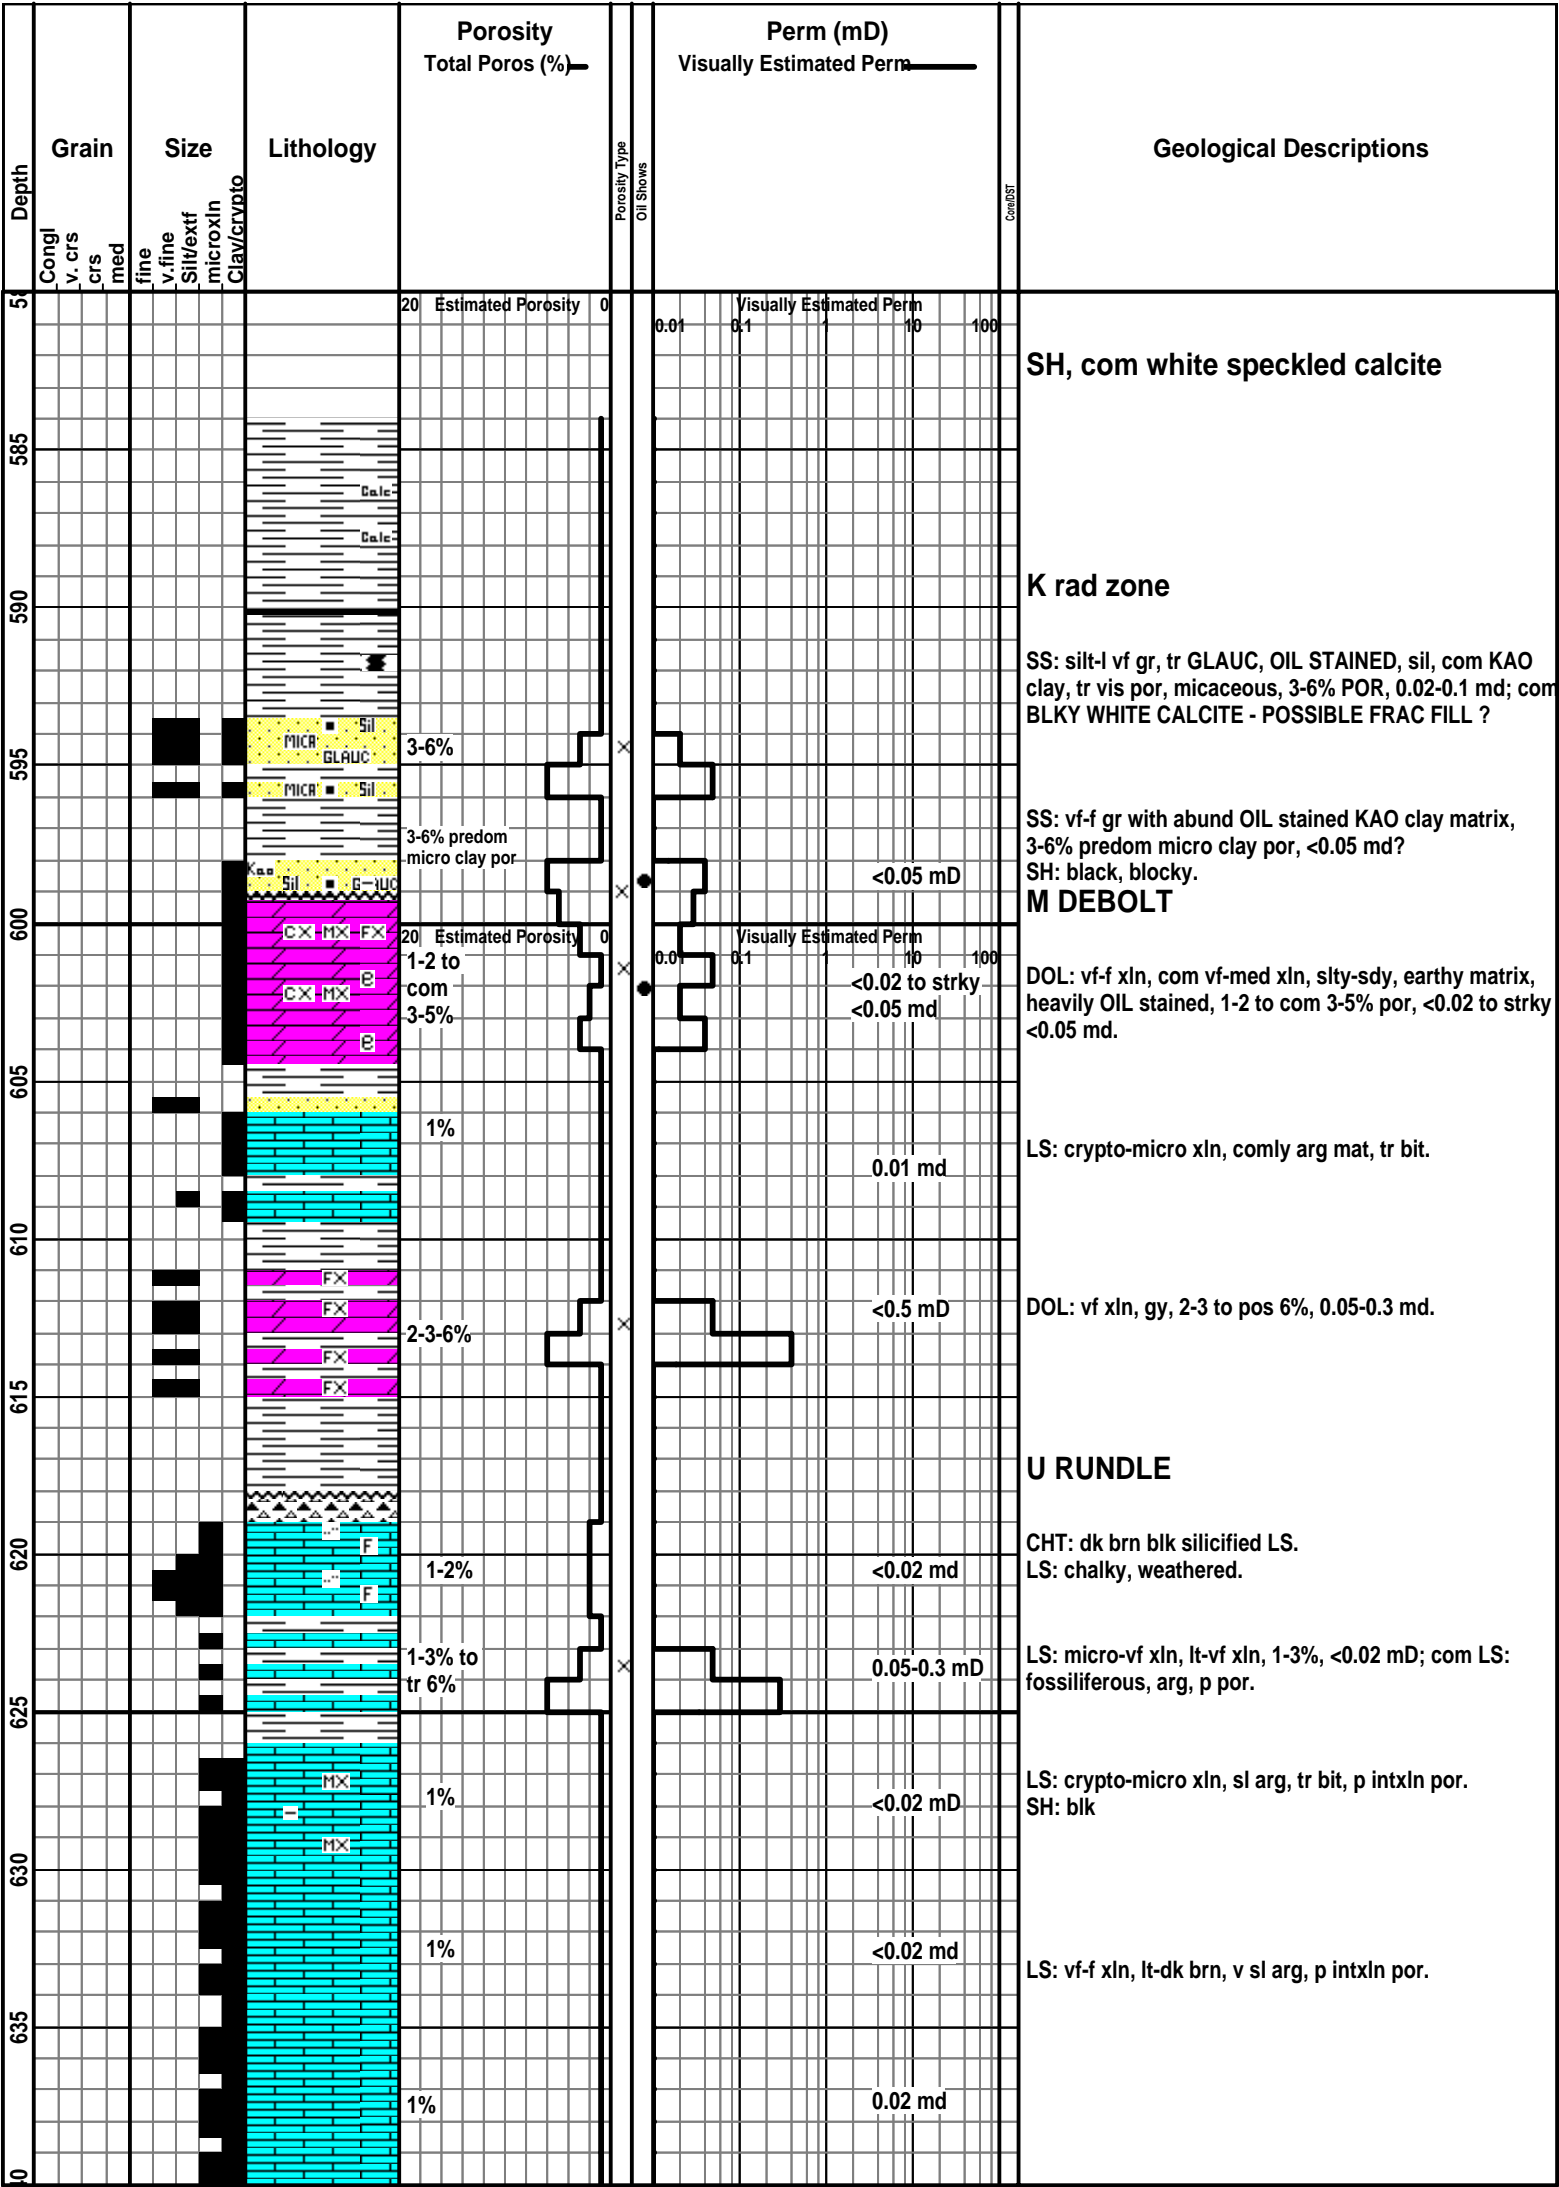 Porosity
Total Poros (%)
Perm (mD)
Visually Estimated Perm
Depth
Grain Size
Lithology
Porosity Type
Oil Shows
Core/DST
Geological Descriptions
Congl
v. crs
crs
med
fine
v.fine
Silt/extf
microxln
Clay/crypto
20 Estimated Porosity 0
Visually Estimated Perm
0.01 0.1 1 10 100
SH, com white speckled calcite
585
Calc
Calc
K rad zone
590
SS: silt-l vf gr, tr GLAUC, OIL STAINED, sil, com KAO
clay, tr vis por, micaceous, 3-6% POR, 0.02-0.1 md; com
BLKY WHITE CALCITE - POSSIBLE FRAC FILL ?
Sil
MICA
GLAUC
3-6%
595
MICA Sil
SS: vf-f gr with abund OIL stained KAO clay matrix,
3-6% predom micro clay por, <0.05 md?
SH: black, blocky.
3-6% predom
micro clay por
Kao
Sil
<0.05 mD
M DEBOLT
600
CX MX FX
20 Estimated Porosity 0
Visually Estimated Perm
0.01 0.1 1 10 100
1-2 to
com
3-5%
e
CX MX
e
<0.02 to strky
<0.05 md
DOL: vf-f xln, com vf-med xln, slty-sdy, earthy matrix,
heavily OIL stained, 1-2 to com 3-5% por, <0.02 to strky
<0.05 md.
605
1%
0.01 md
LS: crypto-micro xln, comly arg mat, tr bit.
610
FX
FX
FX
FX
2-3-6%
<0.5 mD
DOL: vf xln, gy, 2-3 to pos 6%, 0.05-0.3 md.
615
U RUNDLE
F
F
620
1-2%
<0.02 md
CHT: dk brn blk silicified LS.
LS: chalky, weathered.
1-3% to
tr 6%
0.05-0.3 mD
LS: micro-vf xln, lt-vf xln, 1-3%, <0.02 mD; com LS:
fossiliferous, arg, p por.
625
MX
MX
1%
<0.02 mD
LS: crypto-micro xln, sl arg, tr bit, p intxln por.
SH: blk
630
1%
<0.02 md
LS: vf-f xln, lt-dk brn, v sl arg, p intxln por.
635
1%
0.02 md